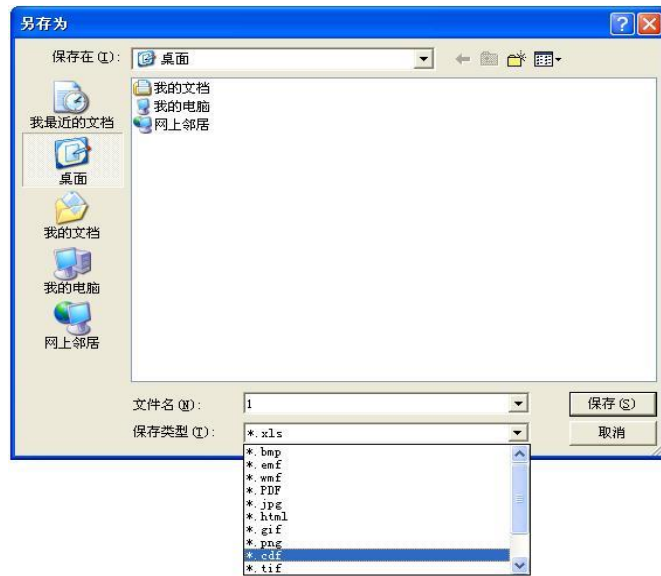 另存为
保存在(I):
桌面
我的文档
我的电脑
网上邻居
我最近的文档
桌面
我的文档
我的电脑
网上邻居
文件名(N):
1
保存(S)
保存类型(T):
*.xls
取消
*.bmp
*.emf
*.wmf
*.PDF
*.jpg
*.html
*.gif
*.png
*.cdf
*.tif